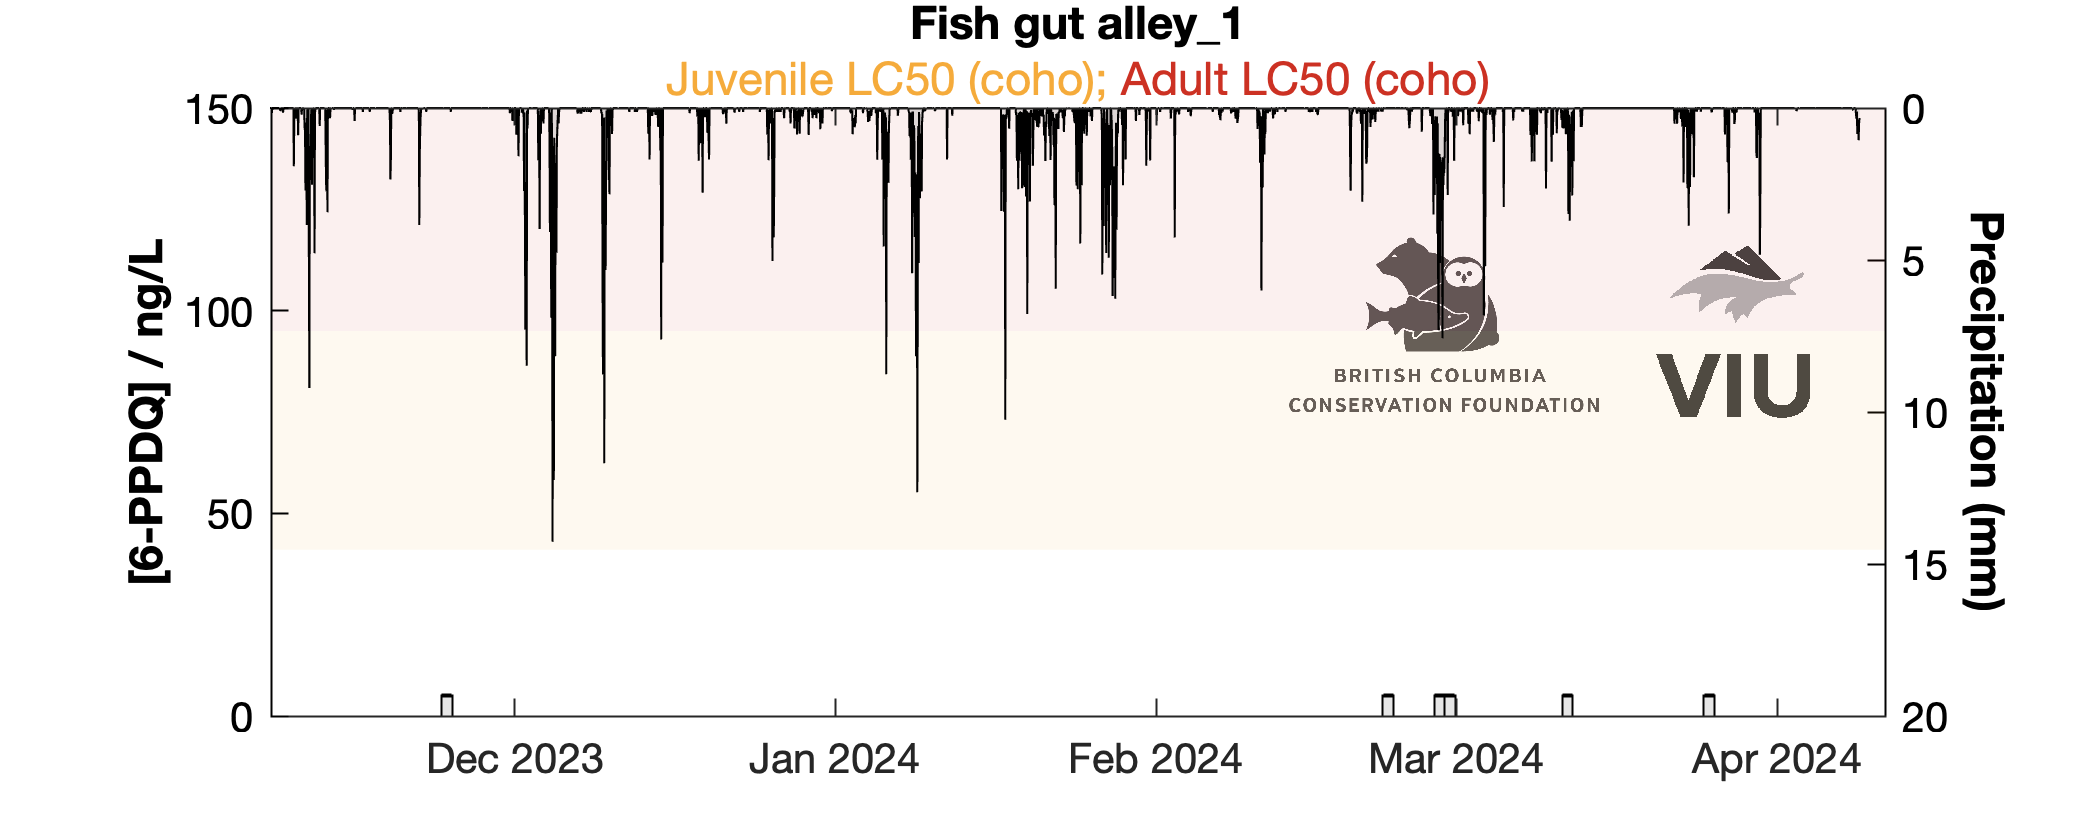 Fish gut alley_1
Juvenile LC50 (coho); Adult LC50 (coho)
150
100
50
0
[6-PPDQ] / ng/L
0
5
10
15
20
Precipitation (mm)
BRITISH COLUMBIA
CONSERVATION FOUNDATION
VIU
Dec 2023
Jan 2024
Feb 2024
Mar 2024
Apr 2024